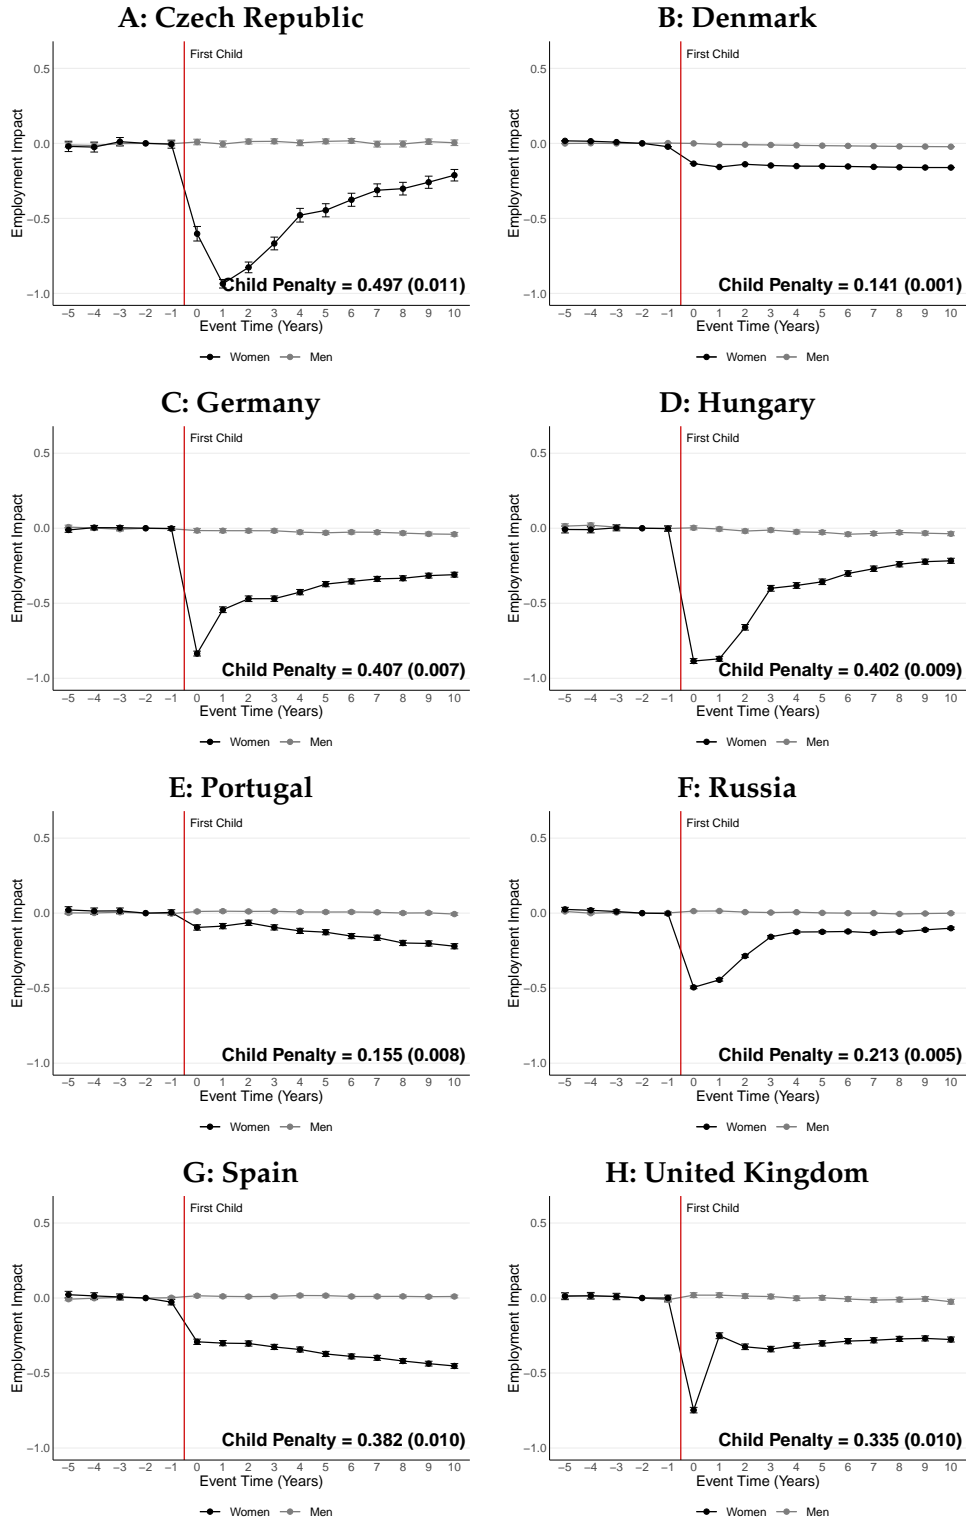 A: Czech Republic
First Child
Employment Impact
0.5
0.0
−0.5
−1.0
Child Penalty = 0.497 (0.011)
−5 −4 −3 −2 −1 0 1 2 3 4 5 6 7 8 9 10
Event Time (Years)
Women Men
B: Denmark
First Child
Employment Impact
0.5
0.0
−0.5
−1.0
Child Penalty = 0.141 (0.001)
−5 −4 −3 −2 −1 0 1 2 3 4 5 6 7 8 9 10
Event Time (Years)
Women Men
C: Germany
First Child
Employment Impact
0.5
0.0
−0.5
−1.0
Child Penalty = 0.407 (0.007)
−5 −4 −3 −2 −1 0 1 2 3 4 5 6 7 8 9 10
Event Time (Years)
Women Men
D: Hungary
First Child
Employment Impact
0.5
0.0
−0.5
−1.0
Child Penalty = 0.402 (0.009)
−5 −4 −3 −2 −1 0 1 2 3 4 5 6 7 8 9 10
Event Time (Years)
Women Men
E: Portugal
First Child
Employment Impact
0.5
0.0
−0.5
−1.0
Child Penalty = 0.155 (0.008)
−5 −4 −3 −2 −1 0 1 2 3 4 5 6 7 8 9 10
Event Time (Years)
Women Men
F: Russia
First Child
Employment Impact
0.5
0.0
−0.5
−1.0
Child Penalty = 0.213 (0.005)
−5 −4 −3 −2 −1 0 1 2 3 4 5 6 7 8 9 10
Event Time (Years)
Women Men
G: Spain
First Child
Employment Impact
0.5
0.0
−0.5
−1.0
Child Penalty = 0.382 (0.010)
−5 −4 −3 −2 −1 0 1 2 3 4 5 6 7 8 9 10
Event Time (Years)
Women Men
H: United Kingdom
First Child
Employment Impact
0.5
0.0
−0.5
−1.0
Child Penalty = 0.335 (0.010)
−5 −4 −3 −2 −1 0 1 2 3 4 5 6 7 8 9 10
Event Time (Years)
Women Men